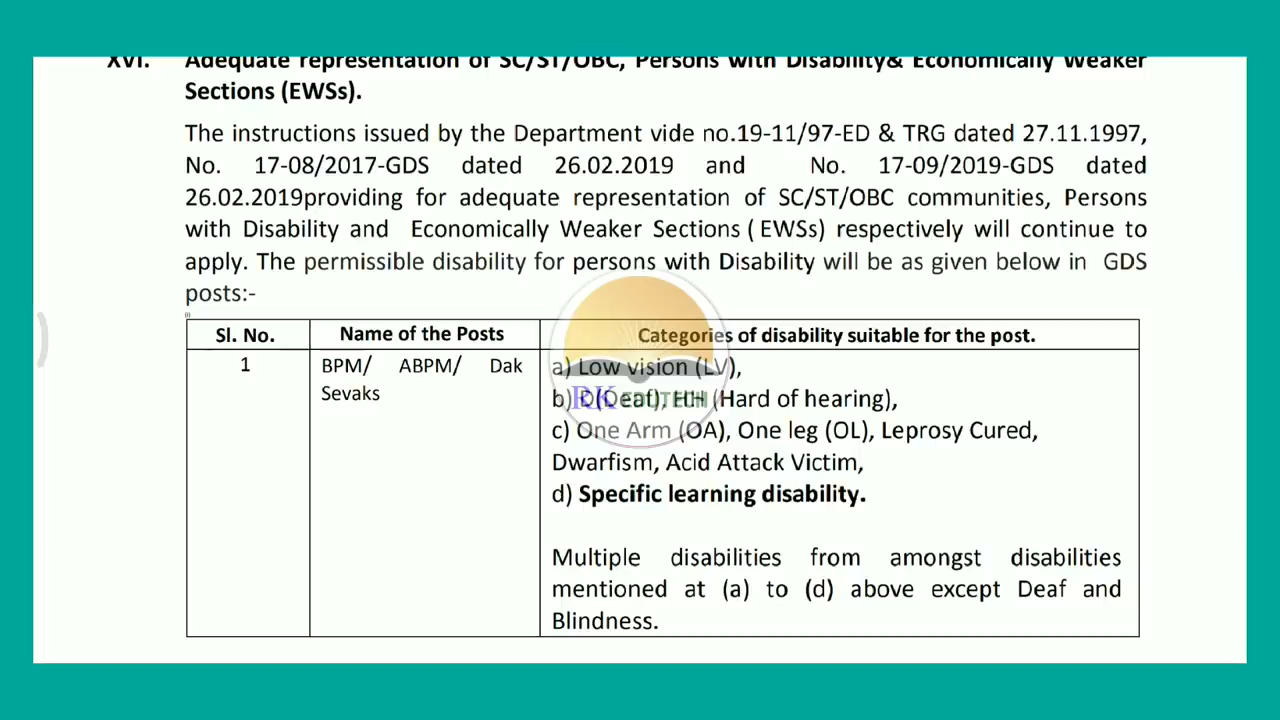 XVI. Adequate representation of SC/ST/OBC, Persons with Disability& Economically Weaker
Sections (EWSs).
The instructions issued by the Department vide no.19-11/97-ED & TRG dated 27.11.1997,
No. 17-08/2017-GDS dated 26.02.2019 and No. 17-09/2019-GDS dated
26.02.2019providing for adequate representation of SC/ST/OBC communities, Persons
with Disability and Economically Weaker Sections ( EWSs) respectively will continue to
apply. The permissible disability for persons with Disability will be as given below in GDS
posts:-
Sl. No. Name of the Posts Categories of disability suitable for the post.
1 BPM/ ABPM/ Dak
Sevaks
a) Low vision (LV),
b) D(Deaf), HH (Hard of hearing),
c) One Arm (OA), One leg (OL), Leprosy Cured,
Dwarfism, Acid Attack Victim,
d) Specific learning disability.
Multiple disabilities from amongst disabilities
mentioned at (a) to (d) above except Deaf and
Blindness.
RK EDUTECH